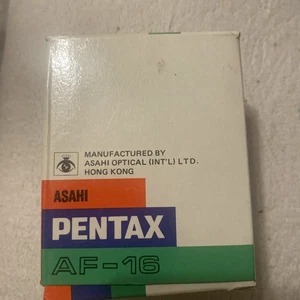 MANUFACTURED BY
ASAHI OPTICAL (INT'L) LTD.
HONG KONG
ASAHI
PENTAX
AF-16